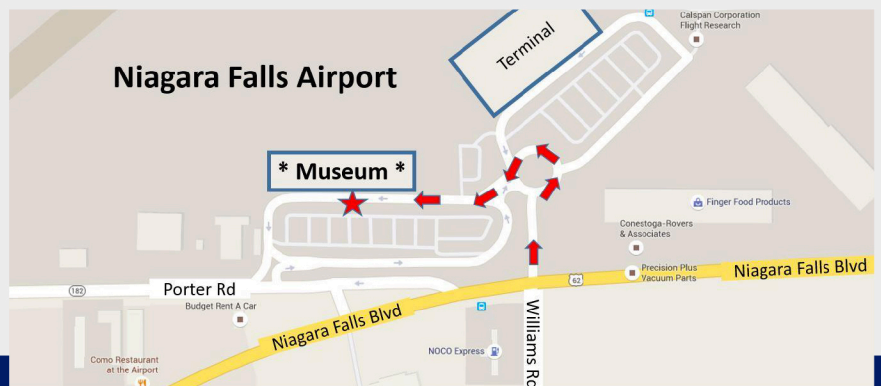 Calspan Corporation
Flight Research
Terminal
Niagara Falls Airport
* Museum *
Finger Food Products
Conestoga-Rovers
& Associates
Precision Plus
Vacuum Parts
Niagara Falls Blvd
62
182
Porter Rd
Budget Rent A Car
Niagara Falls Blvd
Williams Rd
NOCO Express
Como Restaurant
at the Airport